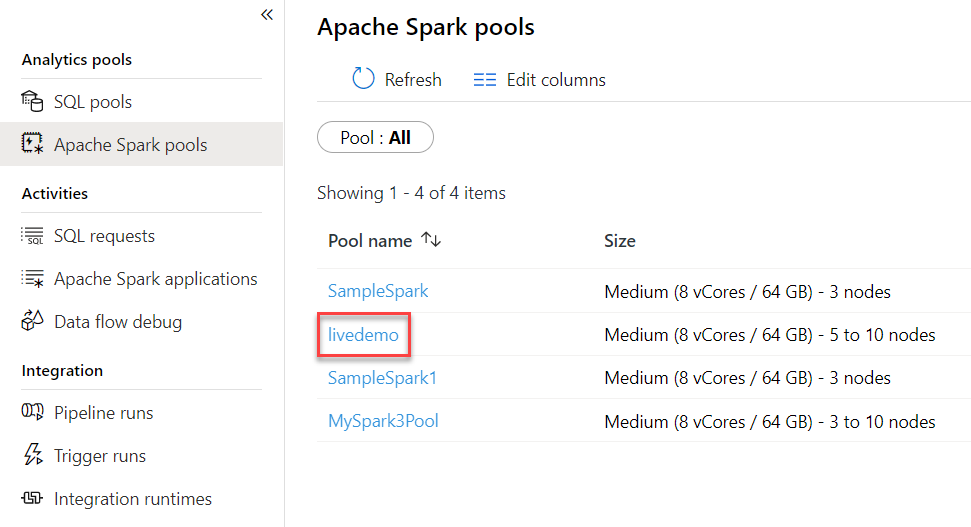 «
Analytics pools
SQL pools
Apache Spark pools
Activities
SQL
SQL requests
Apache Spark applications
Data flow debug
Integration
Pipeline runs
Trigger runs
Integration runtimes
Apache Spark pools
Refresh Edit columns
Pool : All
Showing 1 - 4 of 4 items
Pool name Size
SampleSpark Medium (8 vCores / 64 GB) - 3 nodes
livedemo Medium (8 vCores / 64 GB) - 5 to 10 nodes
SampleSpark1 Medium (8 vCores / 64 GB) - 3 nodes
MySpark3Pool Medium (8 vCores / 64 GB) - 3 to 10 nodes